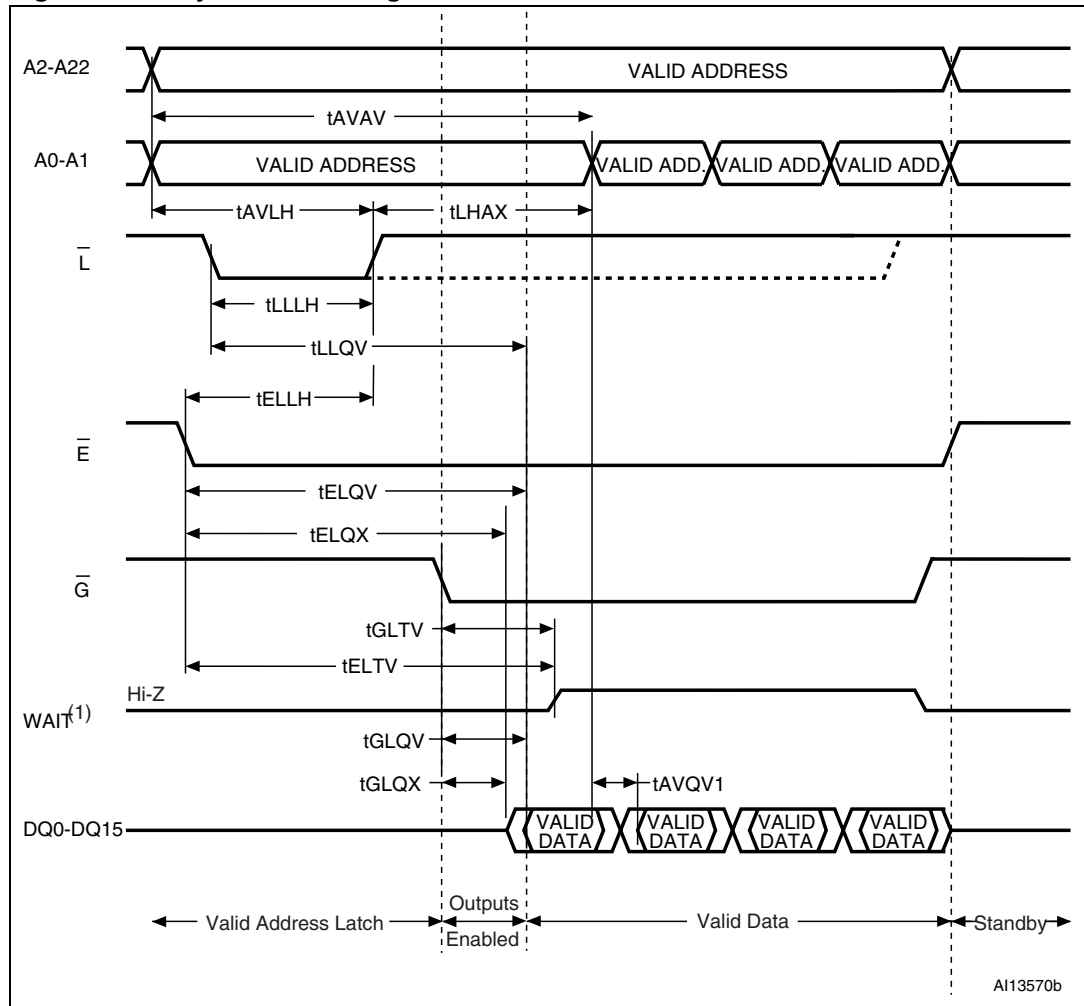 A2-A22
VALID ADDRESS
tAVAV
A0-A1
VALID ADDRESS
VALID ADD.
VALID ADD.
VALID ADD.
tAVLH
tLHAX
L
tLLLH
tLLQV
tELLH
E
tELQV
tELQX
G
tGLTV
tELTV
Hi-Z
WAIT(1)
tGLQV
tGLQX
tAVQV1
DQ0-DQ15
VALID
DATA
VALID
DATA
VALID
DATA
VALID
DATA
Valid Address Latch
Outputs
Enabled
Valid Data
Standby
AI13570b